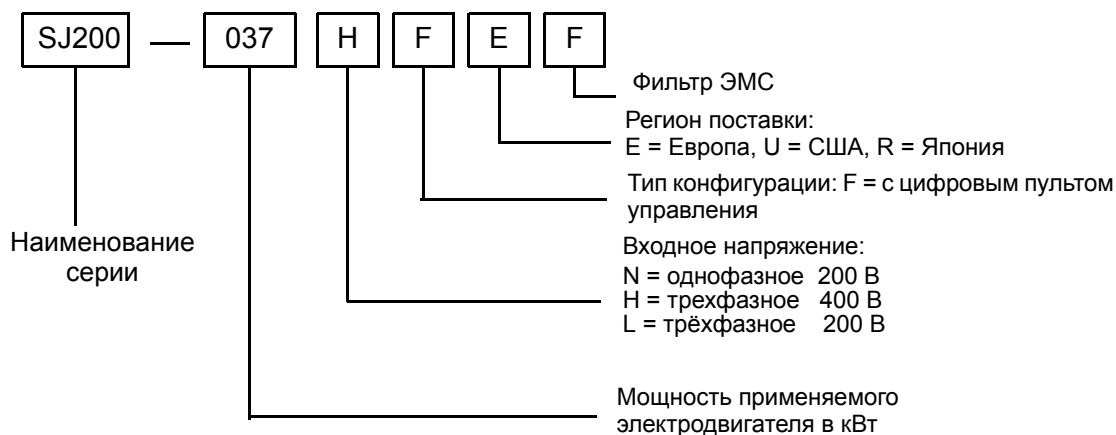 SJ200 — 037 H F E F
Фильтр ЭМС
Регион поставки:
E = Европа, U = США, R = Япония
Тип конфигурации: F = с цифровым пультом
управления
Наименование
серии
Входное напряжение:
N = однофазное 200 В
H = трехфазное 400 В
L = трёхфазное 200 В
Мощность применяемого
электродвигателя в кВт